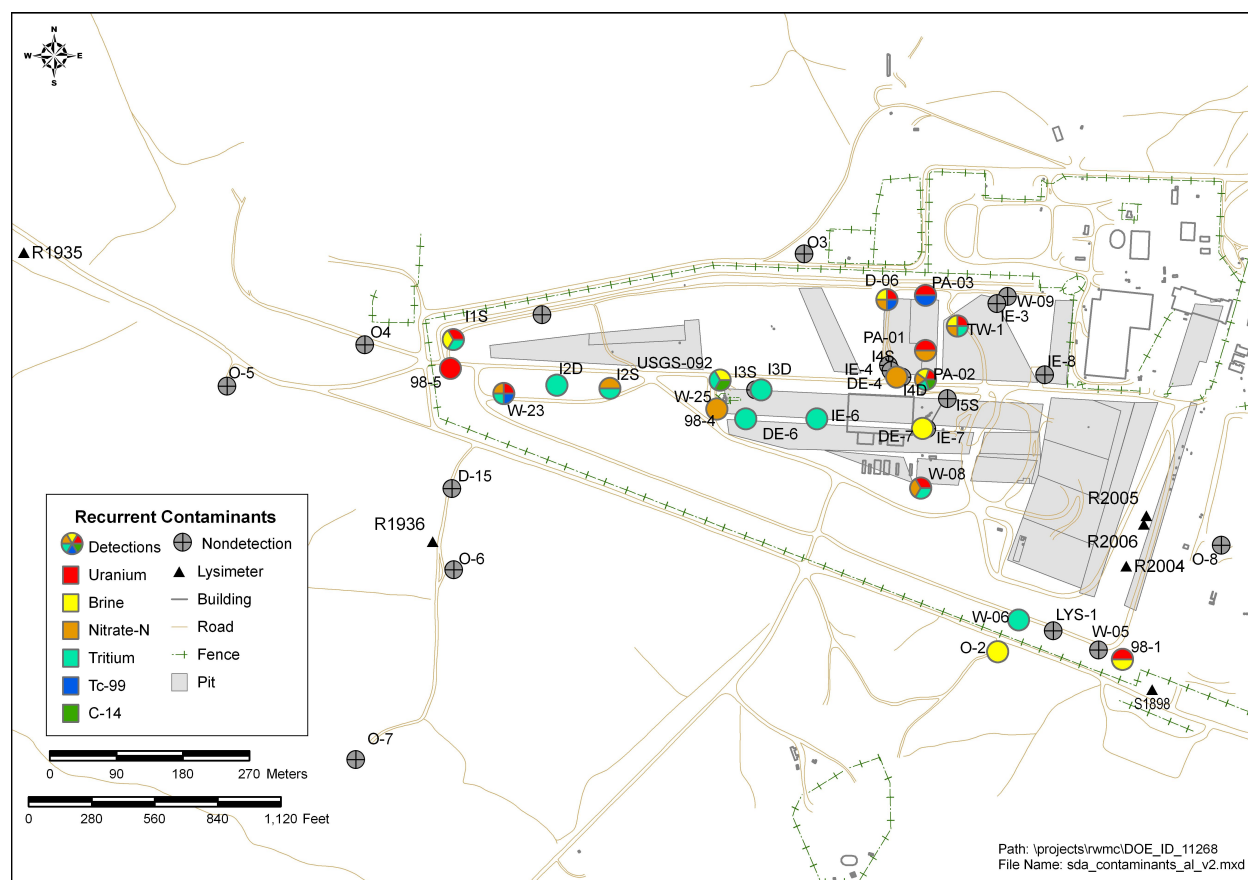 N
W E
S
O3
R1935
D-06
PA-03
W-09
IE-3
I1S
TW-1
O4
PA-01
I4S
USGS-092
I3D
IE-4
IE-8
O-5
98-5
I2D
I2S
I3S
DE-4
PA-02
I4D
W-23
W-25
I5S
98-4
IE-6
DE-6
DE-7
IE-7
W-08
D-15
R2005
R1936
R2006
O-6
R2004
O-8
W-06
LYS-1
W-05
O-2
98-1
S1898
O-7
Recurrent Contaminants
Detections
Nondetection
Uranium
Lysimeter
Brine
Building
Nitrate-N
Road
Tritium
Fence
Tc-99
Pit
C-14
0 90 180 270 Meters
0 280 560 840 1,120 Feet
Path: \projects\rwmc\DOE_ID_11268
File Name: sda_contaminants_al_v2.mxd